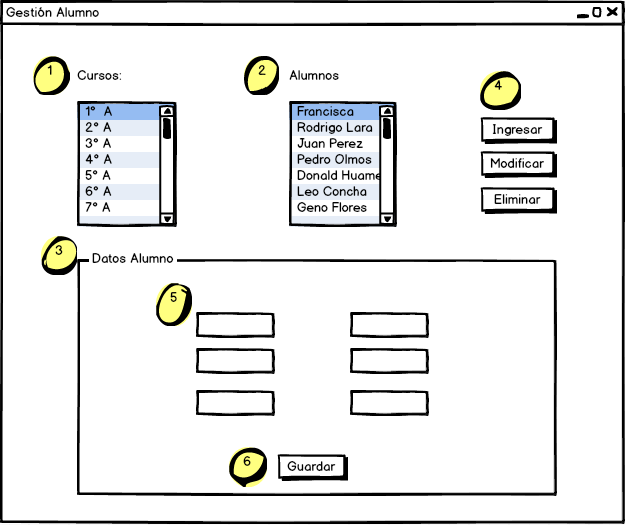 Gestión Alumno
1 Cursos:
2 Alumnos
4
1° A
2° A
3° A
4° A
5° A
6° A
7° A
Francisca
Rodrigo Lara
Juan Perez
Pedro Olmos
Donald Huame
Leo Concha
Geno Flores
Ingresar
Modificar
Eliminar
3
Datos Alumno
5
6
Guardar